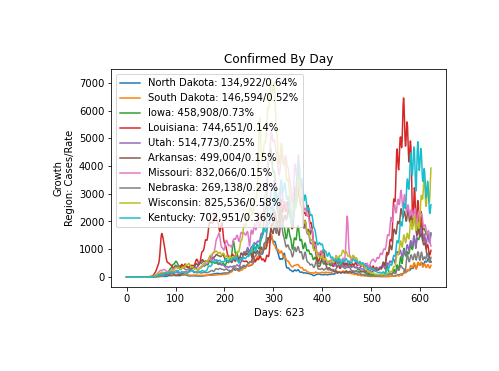 Confirmed By Day
7000
6000
5000
4000
3000
2000
1000
0
Growth
Region: Cases/Rate
North Dakota: 134,922/0.64%
South Dakota: 146,594/0.52%
Iowa: 458,908/0.73%
Louisiana: 744,651/0.14%
Utah: 514,773/0.25%
Arkansas: 499,004/0.15%
Missouri: 832,066/0.15%
Nebraska: 269,138/0.28%
Wisconsin: 825,536/0.58%
Kentucky: 702,951/0.36%
0 100 200 300 400 500 600
Days: 623